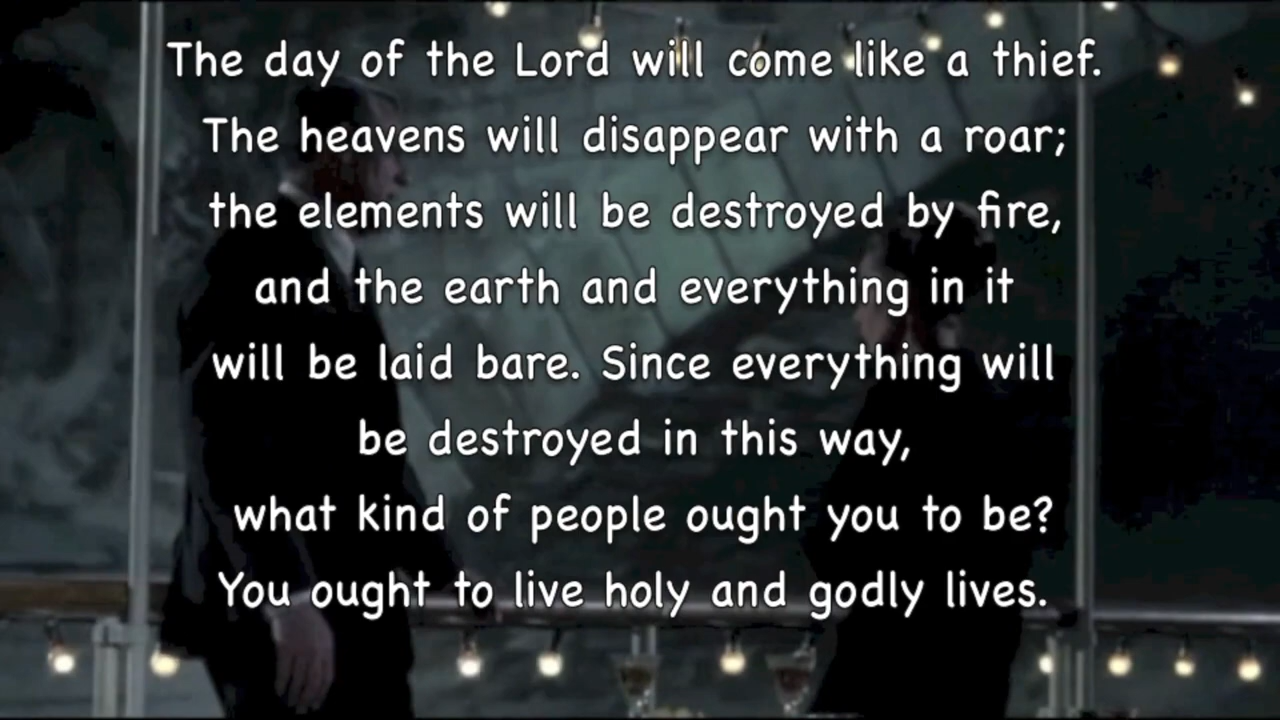 The day of the Lord will come like a thief.
The heavens will disappear with a roar;
the elements will be destroyed by fire,
and the earth and everything in it
will be laid bare. Since everything will
be destroyed in this way,
what kind of people ought you to be?
You ought to live holy and godly lives.